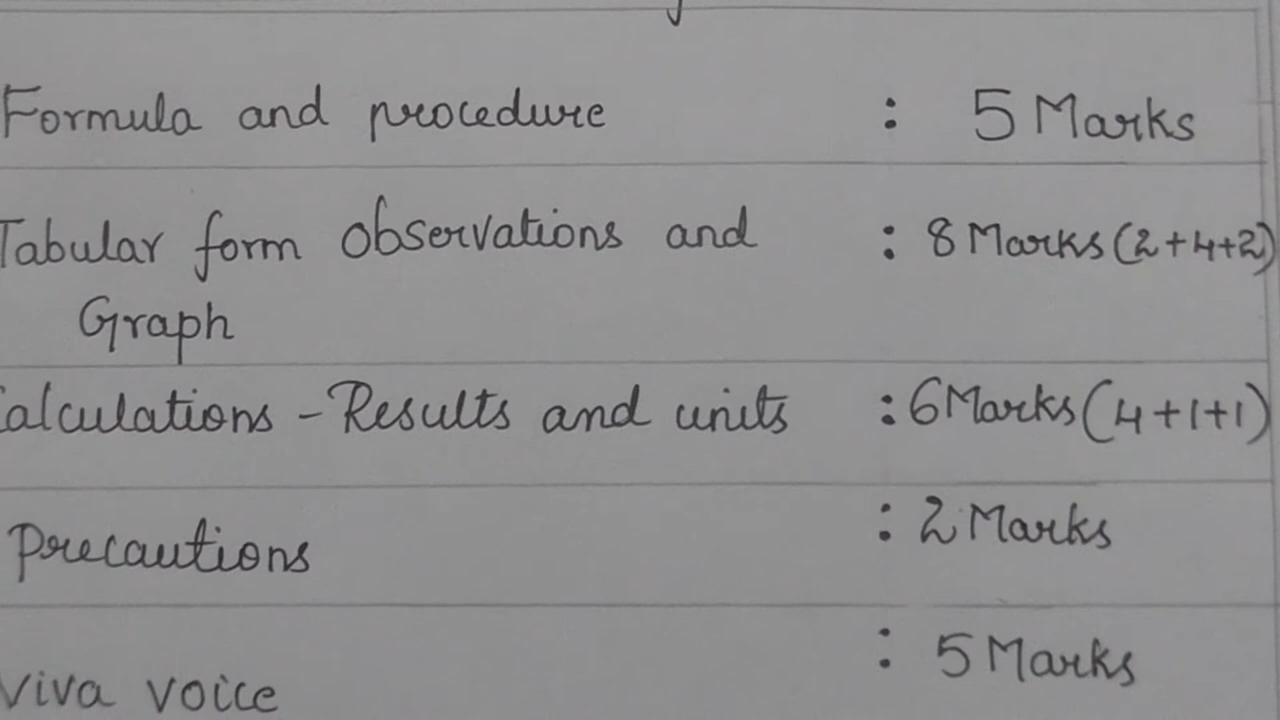 Formula and procedure : 5 Marks
Tabular form observations and : 8 Marks (2+4+2)
Graph
Calculations - Results and units : 6 Marks (4+1+1)
Precautions : 2 Marks
viva voice : 5 Marks